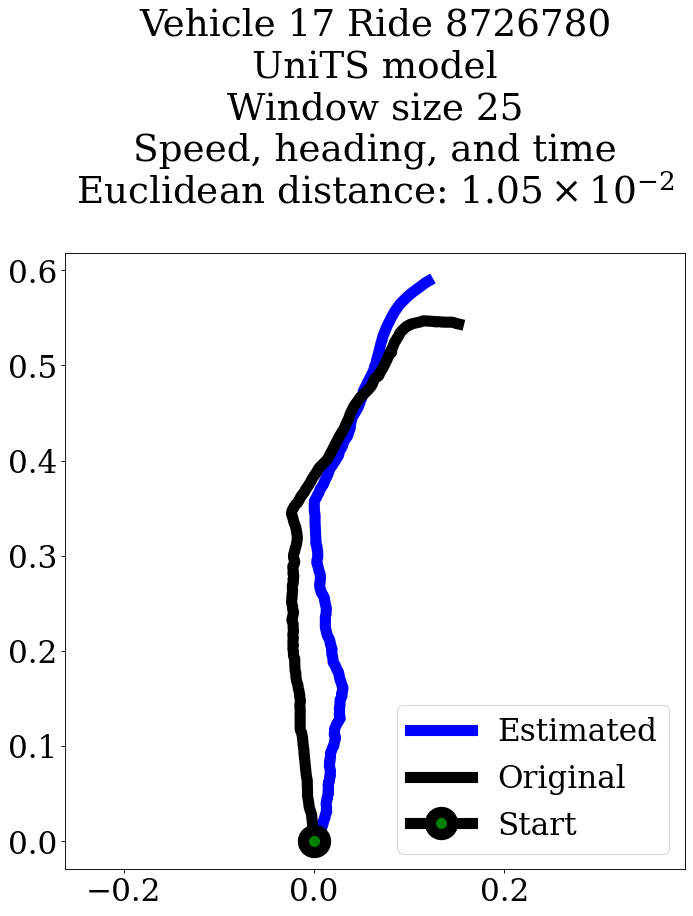 Vehicle 17 Ride 8726780
UniTS model
Window size 25
Speed, heading, and time
Euclidean distance: 1.05 × 10⁻²
0.6
0.5
0.4
0.3
0.2
0.1
0.0
Estimated
Original
Start
−0.2
0.0
0.2